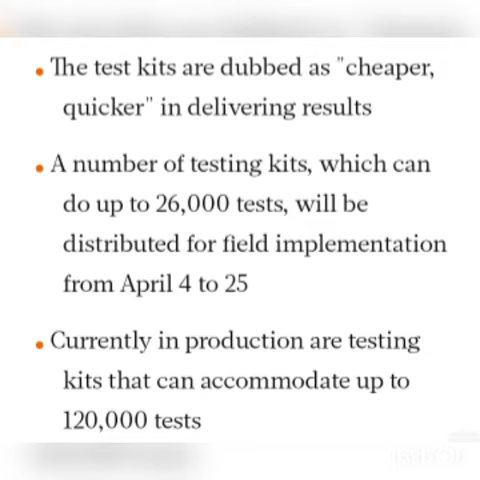 • The test kits are dubbed as "cheaper,
quicker" in delivering results
• A number of testing kits, which can
do up to 26,000 tests, will be
distributed for field implementation
from April 4 to 25
• Currently in production are testing
kits that can accommodate up to
120,000 tests